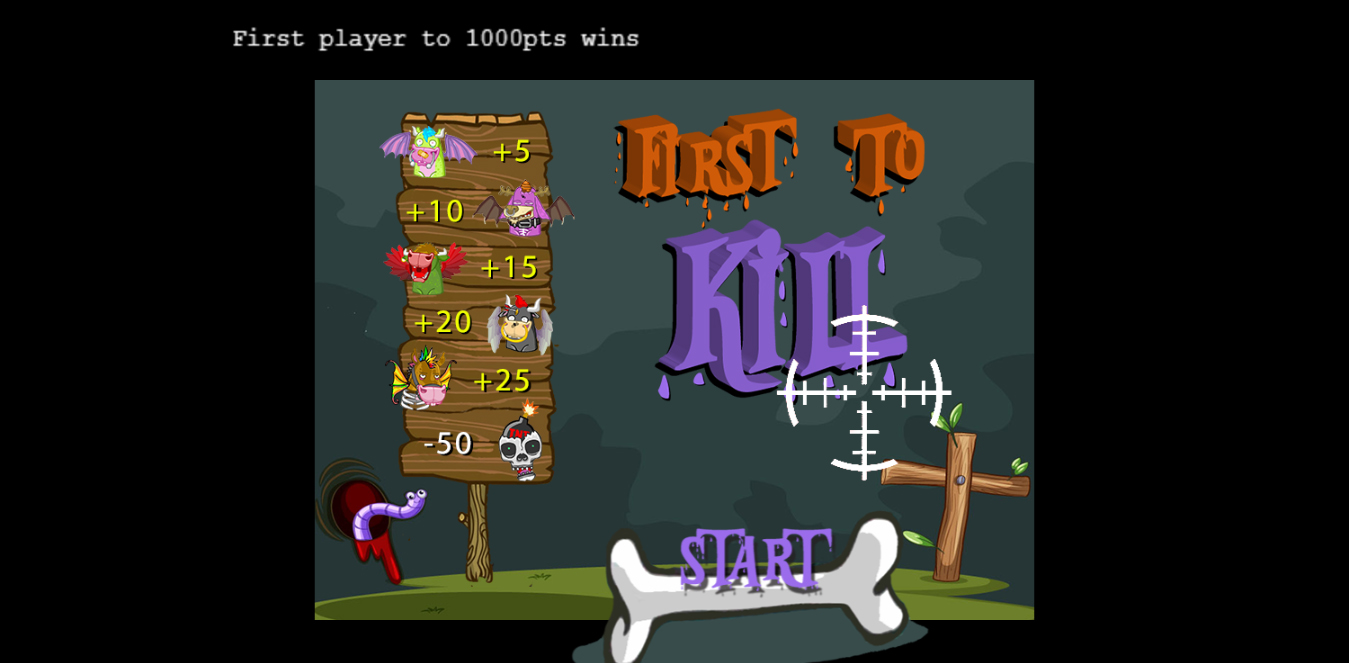 First player to 1000pts wins
+5
+10
+15
+20
+25
-50
FiRST TO
KiLL
START